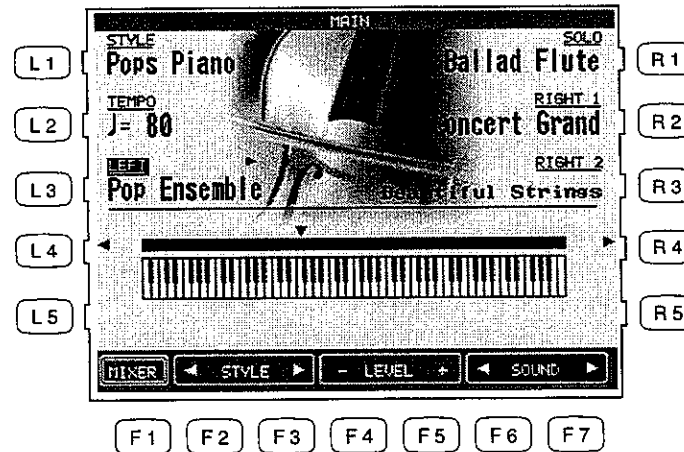 MAIN
L1 STYLE SOLO R1
Pops Piano Ballad Flute
L2 TEMPO RIGHT 1 R2
♩= 80 oncert Grand
LEFT RIGHT 2
L3 Pop Ensemble Strings R3
L4 R4
L5 R5
MIXER ◄ STYLE ► - LEVEL + ◄ SOUND ►
F1 F2 F3 F4 F5 F6 F7